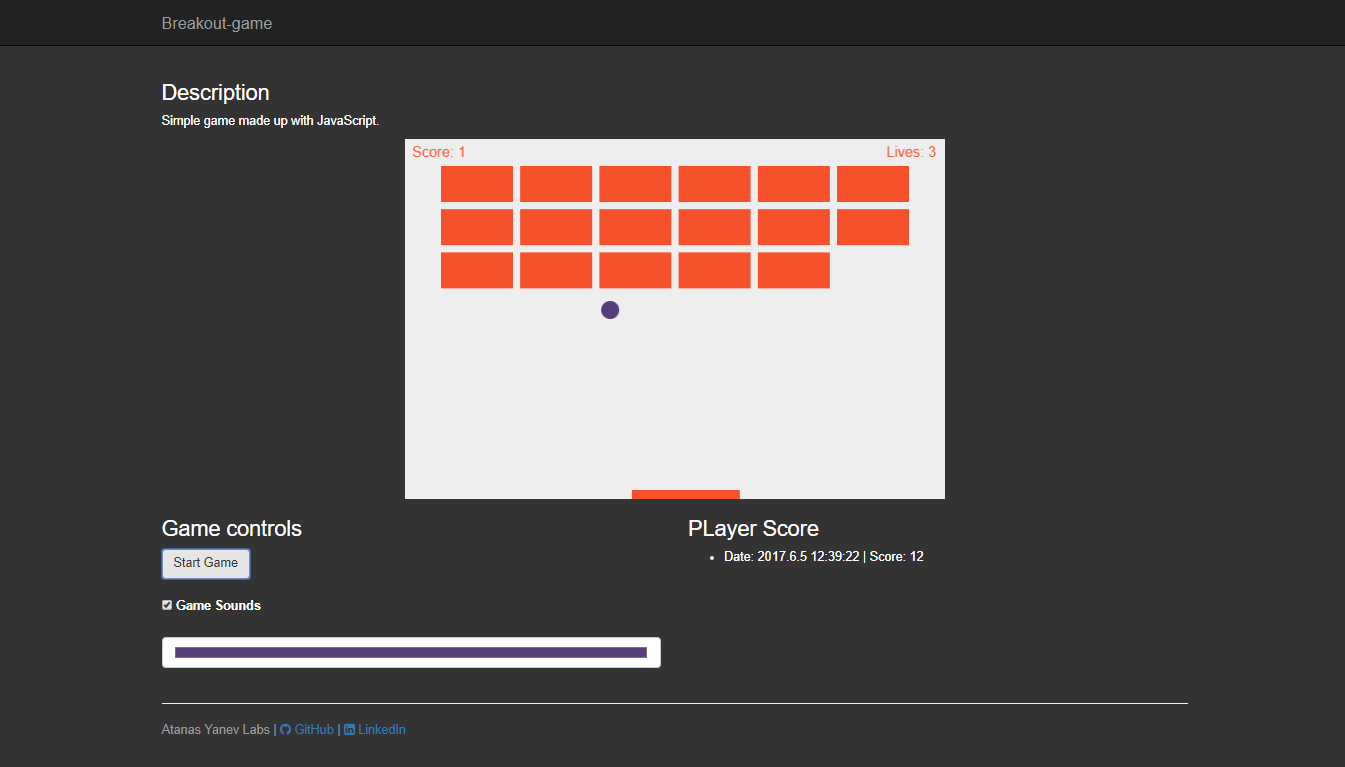 Breakout-game
Description
Simple game made up with JavaScript.
Score: 1
Lives: 3
Game controls
Start Game
Game Sounds
PLayer Score
Date: 2017.6.5 12:39:22 | Score: 12
Atanas Yanev Labs | GitHub | LinkedIn